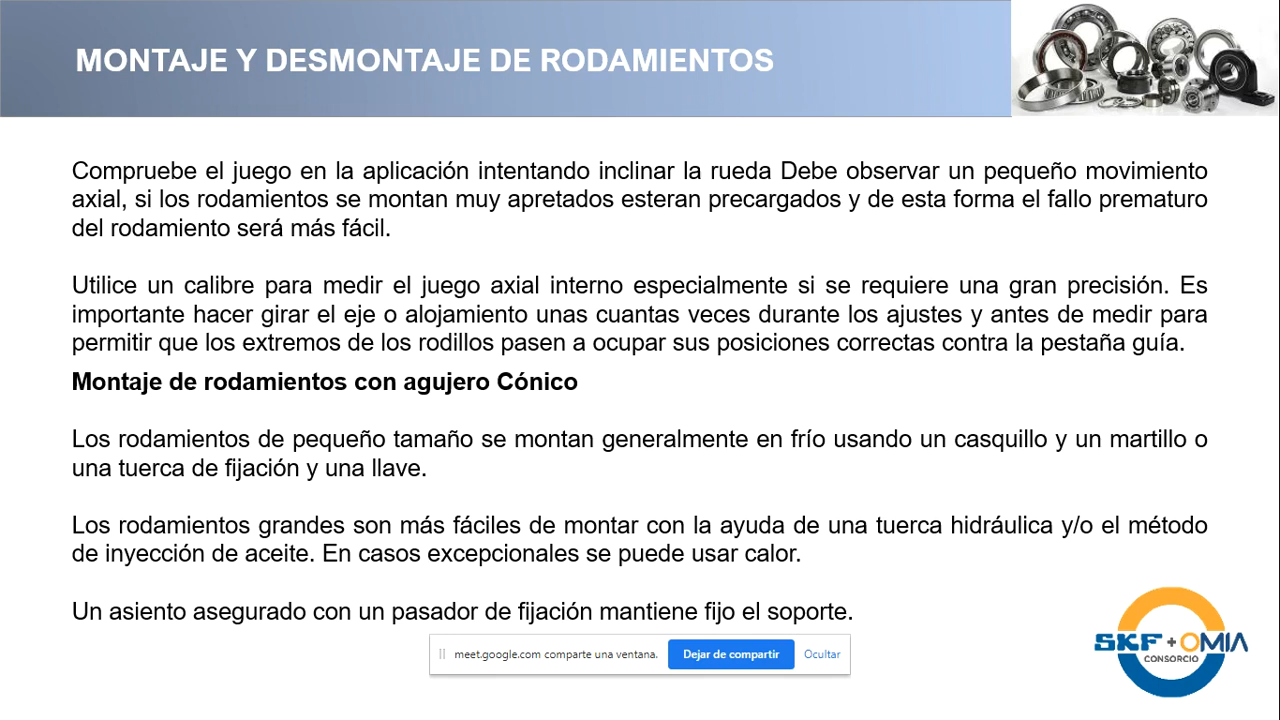 MONTAJE Y DESMONTAJE DE RODAMIENTOS
Compruebe el juego en la aplicación intentando inclinar la rueda Debe observar un pequeño movimiento
axial, si los rodamientos se montan muy apretados esteran precargados y de esta forma el fallo prematuro
del rodamiento será más fácil.
Utilice un calibre para medir el juego axial interno especialmente si se requiere una gran precisión. Es
importante hacer girar el eje o alojamiento unas cuantas veces durante los ajustes y antes de medir para
permitir que los extremos de los rodillos pasen a ocupar sus posiciones correctas contra la pestaña guía.
Montaje de rodamientos con agujero Cónico
Los rodamientos de pequeño tamaño se montan generalmente en frío usando un casquillo y un martillo o
una tuerca de fijación y una llave.
Los rodamientos grandes son más fáciles de montar con la ayuda de una tuerca hidráulica y/o el método
de inyección de aceite. En casos excepcionales se puede usar calor.
Un asiento asegurado con un pasador de fijación mantiene fijo el soporte.
meet.google.com comparte una ventana. Dejar de compartir Ocultar
SKF + OMIA
CONSORCIO